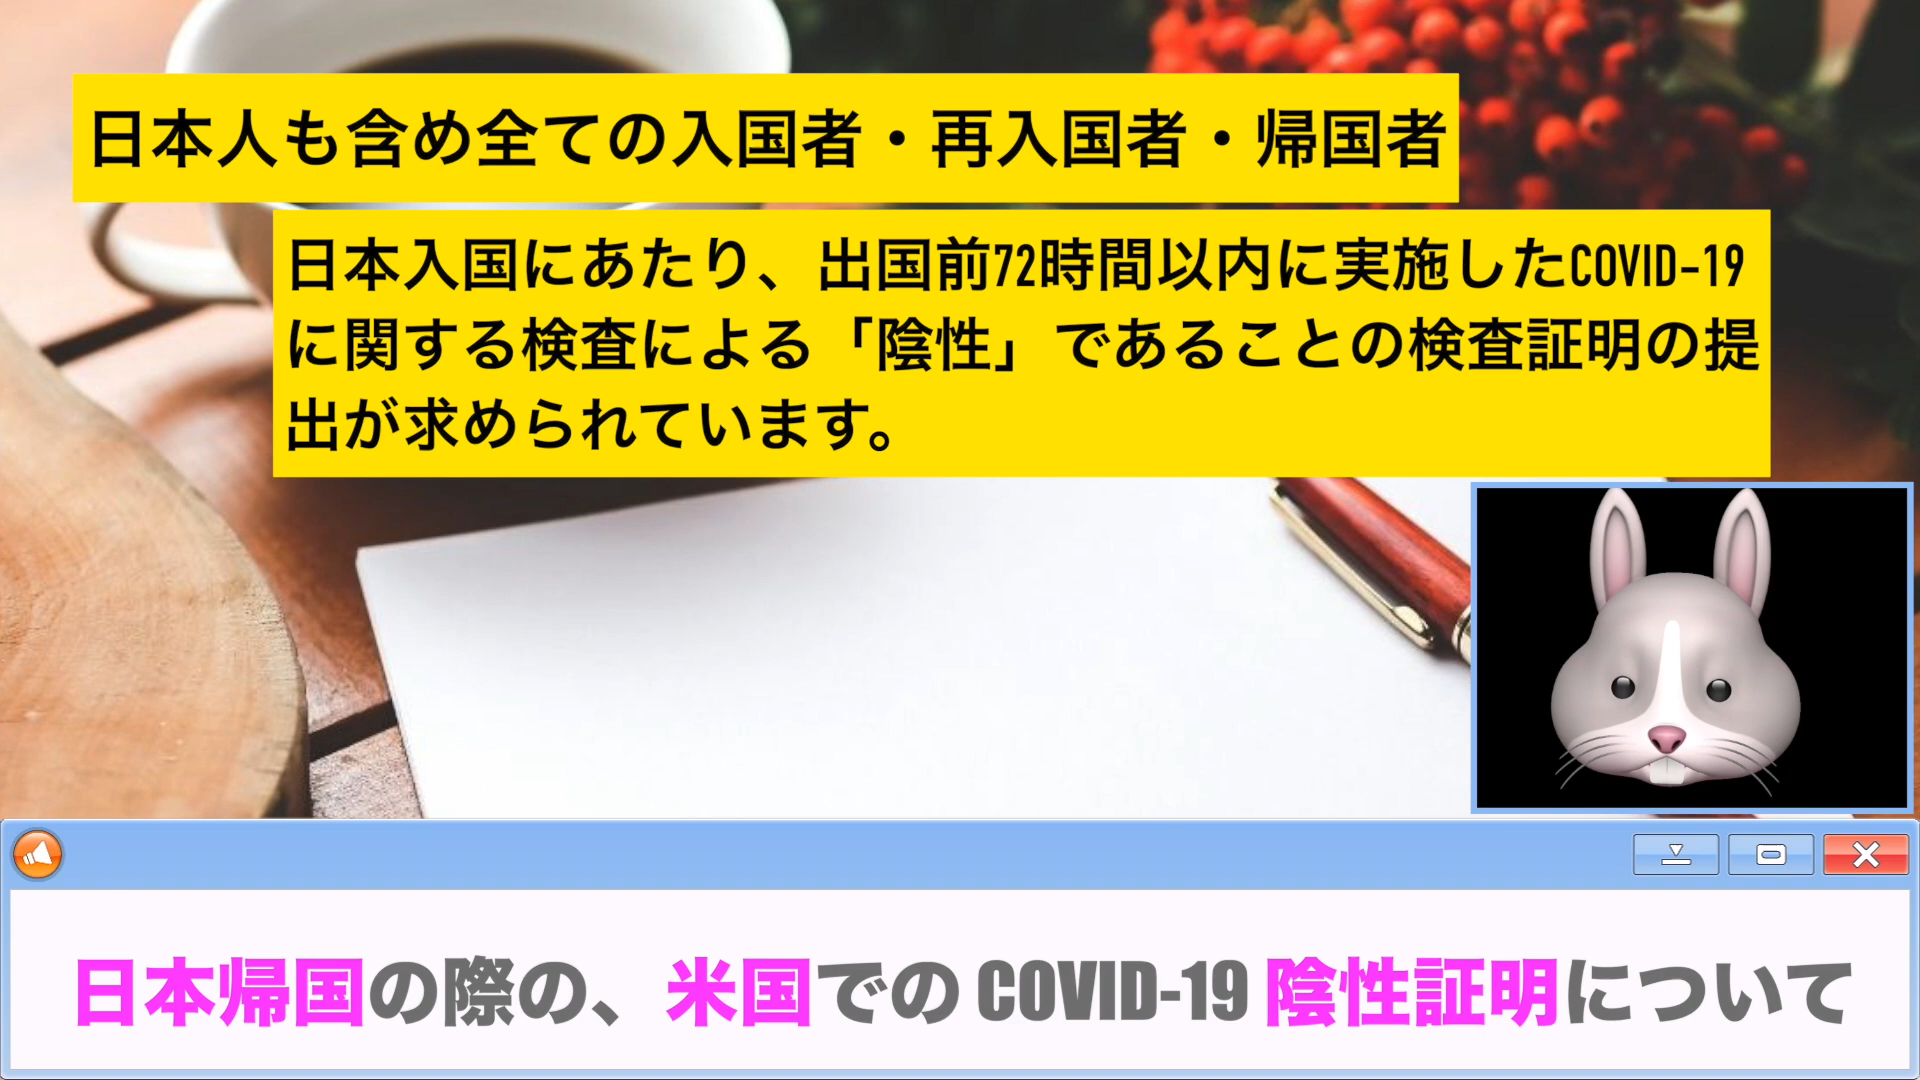 日本人も含め全ての入国者・再入国者・帰国者
日本入国にあたり、出国前72時間以内に実施したCOVID-19
に関する検査による「陰性」であることの検査証明の提
出が求められています。
日本帰国の際の、米国での COVID-19 陰性証明について